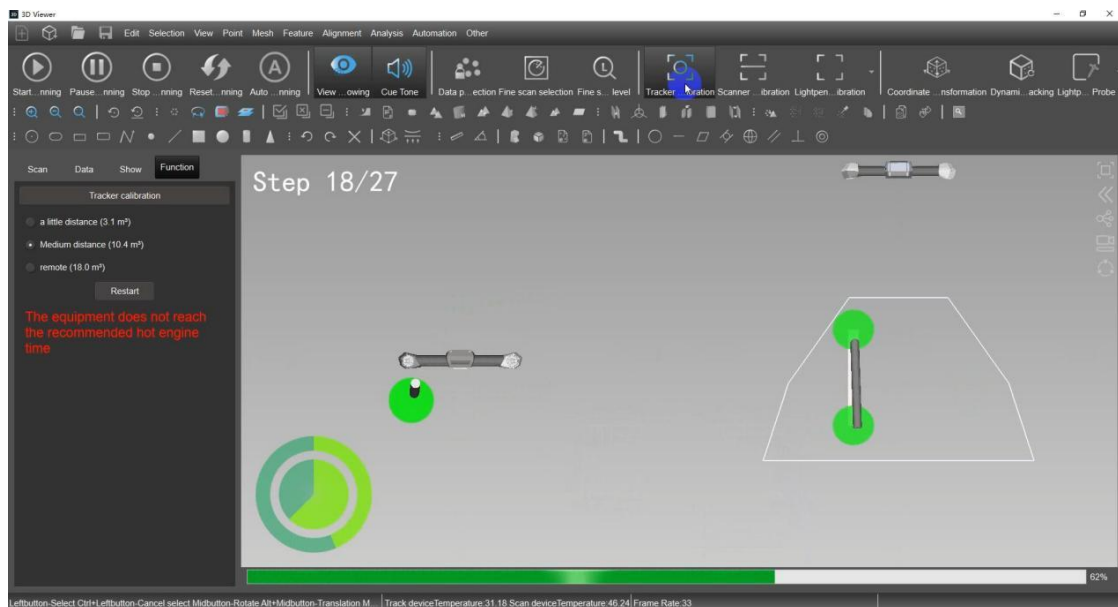 3D Viewer
Edit Selection View Point Mesh Feature Alignment Analysis Automation Other
Start...nning Pause...nning Stop ...nning Reset...nning Auto ...nning View ...owing Cue Tone Data p...ection Fine scan selection Fine s... level Tracker ...ibration Scanner ...ibration Lightpen...ibration Coordinate ...nsformation Dynami...acking Lightp... Probe
Scan Data Show Function
Tracker calibration
a little distance (3.1 m³)
Medium distance (10.4 m³)
remote (18.0 m³)
Restart
The equipment does not reach
the recommended hot engine
time
Step 18/27
62%
Leftbutton-Select Ctrl+Leftbutton-Cancel select Midbutton-Rotate Alt+Midbutton-Translation M... Track deviceTemperature:31.18 Scan deviceTemperature:46.24 Frame Rate:33